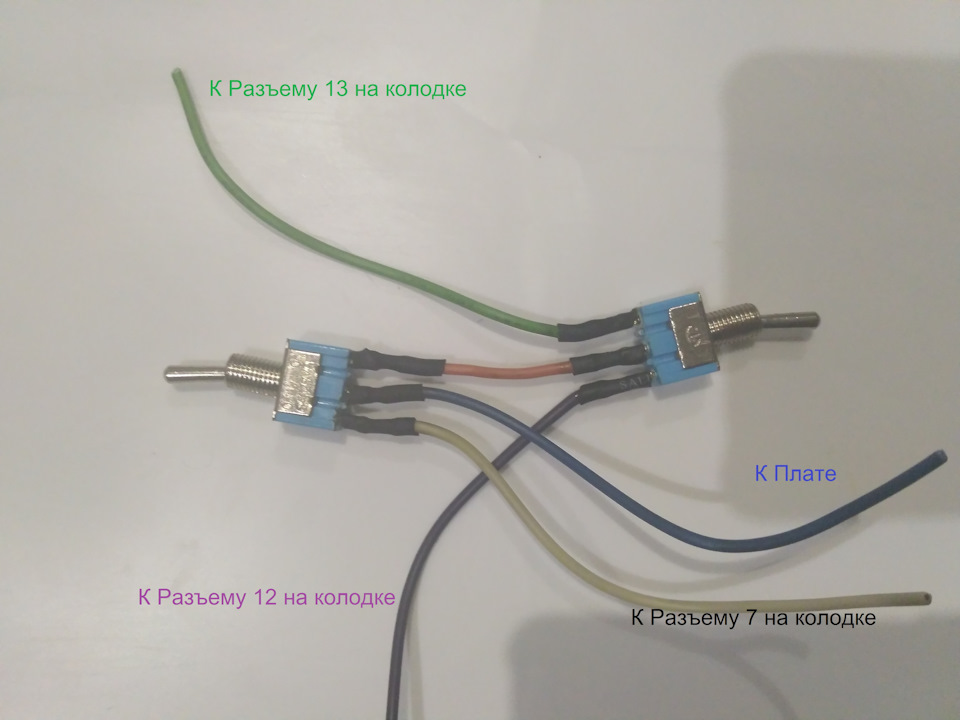 К Разъему 13 на колодке
К Плате
К Разъему 12 на колодке
К Разъему 7 на колодке